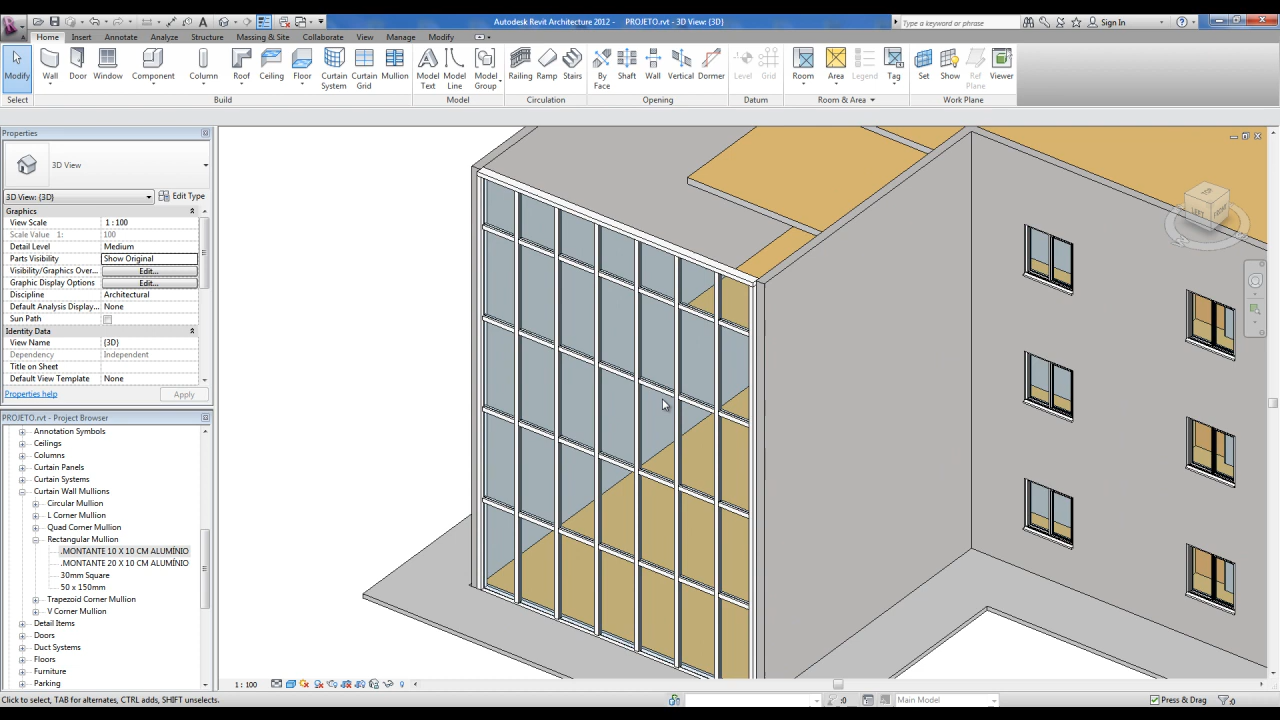 Autodesk Revit Architecture 2012 - PROJETO.rvt - 3D View: {3D}
Type a keyword or phrase
Sign In
Home Insert Annotate Analyze Structure Massing & Site Collaborate View Manage Modify
Modify Wall Door Window Component Column Roof Ceiling Floor Curtain System Curtain Grid Mullion Model Text Model Line Model Group Railing Ramp Stairs By Face Shaft Wall Vertical Dormer Level Grid Room Area Legend Tag Set Show Ref Plane Viewer
Select Build Model Circulation Opening Datum Room & Area Work Plane
Properties
3D View
3D View: {3D} Edit Type
Graphics
View Scale 1 : 100
Scale Value 1: 100
Detail Level Medium
Parts Visibility Show Original
Visibility/Graphics Over... Edit...
Graphic Display Options Edit...
Discipline Architectural
Default Analysis Display... None
Sun Path
Identity Data
View Name {3D}
Dependency Independent
Title on Sheet
Default View Template None
Properties help Apply
PROJETO.rvt - Project Browser
Annotation Symbols
Ceilings
Columns
Curtain Panels
Curtain Systems
Curtain Wall Mullions
Circular Mullion
L Corner Mullion
Quad Corner Mullion
Rectangular Mullion
.MONTANTE 10 X 10 CM ALUMÍNIO
.MONTANTE 20 X 10 CM ALUMÍNIO
30mm Square
50 x 150mm
Trapezoid Corner Mullion
V Corner Mullion
Detail Items
Doors
Duct Systems
Floors
Furniture
Parking
1 : 100
Click to select, TAB for alternates, CTRL adds, SHIFT unselects.
:0
Main Model
Press & Drag
:0